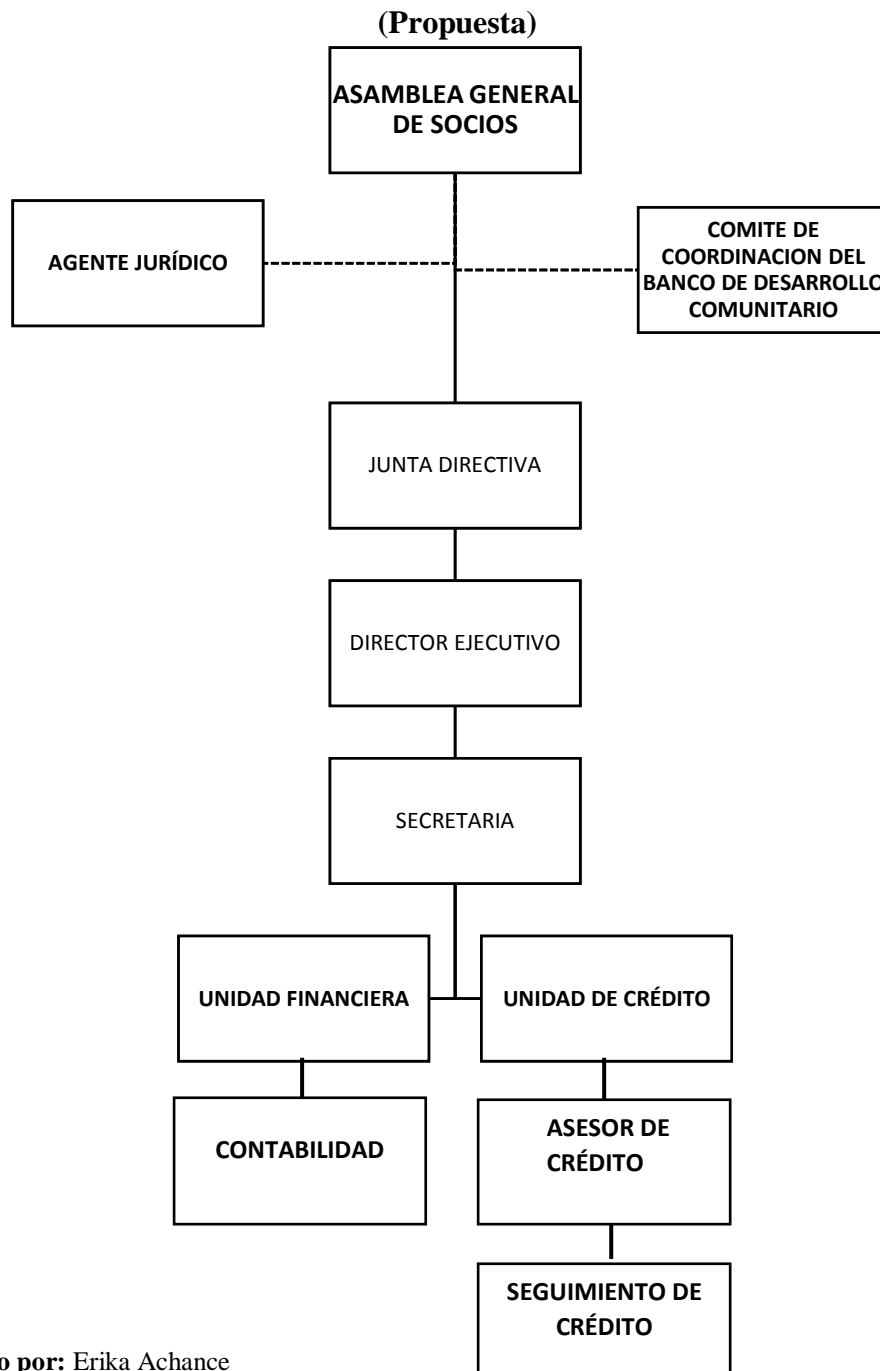 (Propuesta)
ASAMBLEA GENERAL
DE SOCIOS
AGENTE JURÍDICO
COMITE DE
COORDINACION DEL
BANCO DE DESARROLLO
COMUNITARIO
JUNTA DIRECTIVA
DIRECTOR EJECUTIVO
SECRETARIA
UNIDAD FINANCIERA
UNIDAD DE CRÉDITO
CONTABILIDAD
ASESOR DE
CRÉDITO
SEGUIMIENTO DE
CRÉDITO
o por: Erika Achance